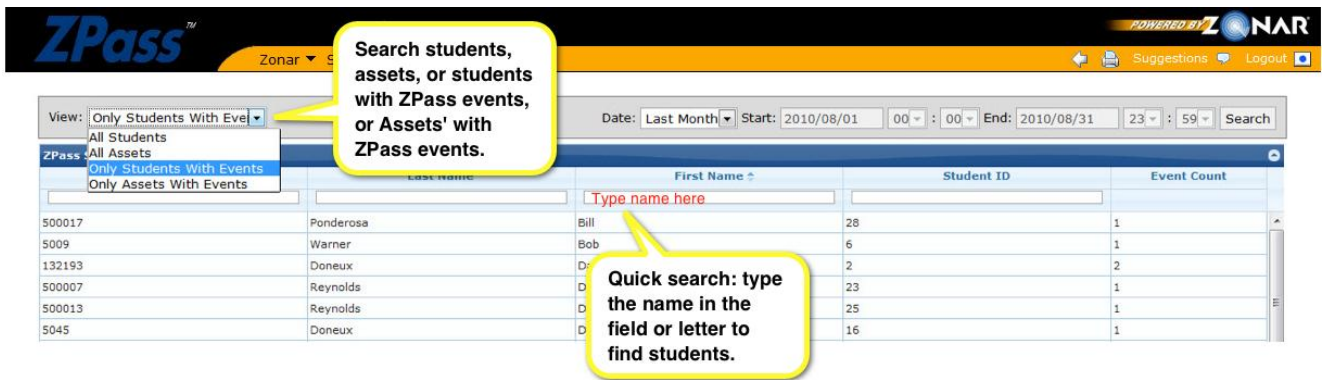 ZPass™
POWERED BY ZONAR
Zonar
Suggestions Logout
Search students,
assets, or students
with ZPass events,
or Assets' with
ZPass events.
View: Only Students With Eve
Date: Last Month Start: 2010/08/01 00 : 00 End: 2010/08/31 23 : 59 Search
All Students
All Assets
Only Students With Events
Only Assets With Events
ZPass
Last Name First Name Student ID Event Count
Type name here
500017 Ponderosa Bill 28 1
5009 Warner Bob 6 1
132193 Doneux 2 2
500007 Reynolds 23 1
500013 Reynolds 25 1
5045 Doneux 16 1
Quick search: type
the name in the
field or letter to
find students.